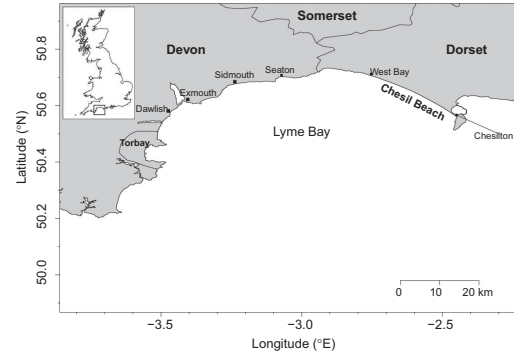 Somerset
Devon
Dorset
Sidmouth
Seaton
West Bay
Exmouth
Dawlish
Chesil Beach
Torbay
Lyme Bay
Chesilton
50.8
50.6
50.4
50.2
50.0
Latitude (°N)
0 10 20 km
−3.5 −3.0 −2.5
Longitude (°E)